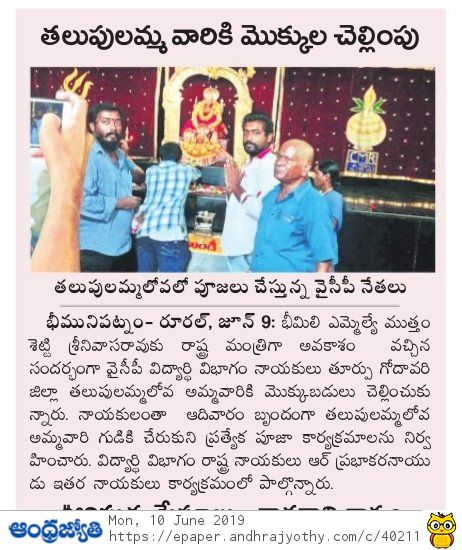 తలుపులమ్మ వారికి మొక్కుల చెల్లింపు
CMR
తలుపులమ్మలోవలో పూజలు చేస్తున్న వైసీపీ నేతలు
భీమునిపట్నం- రూరల్, జూన్ 9: భీమిలి ఎమ్మెల్యే ముత్తం
శెట్టి శ్రీనివాసరావుకు రాష్ట్ర మంత్రిగా అవకాశం వచ్చిన
సందర్భంగా వైసీపీ విద్యార్థి విభాగం నాయకులు తూర్పు గోదావరి
జిల్లా తలుపులమ్మలోవ అమ్మవారికి మొక్కుబడులు చెల్లించుకు
న్నారు. నాయకులంతా ఆదివారం బృందంగా తలుపులమ్మలోవ
అమ్మవారి గుడికి చేరుకుని ప్రత్యేక పూజా కార్యక్రమాలను నిర్వ
హించారు. విద్యార్థి విభాగం రాష్ట్ర నాయకులు ఆర్ ప్రభాకరనాయు
డు ఇతర నాయకులు కార్యక్రమంలో పాల్గొన్నారు.
ఆంధ్రజ్యోతి
Mon, 10 June 2019
https://epaper.andhrajyothy.com/c/40211